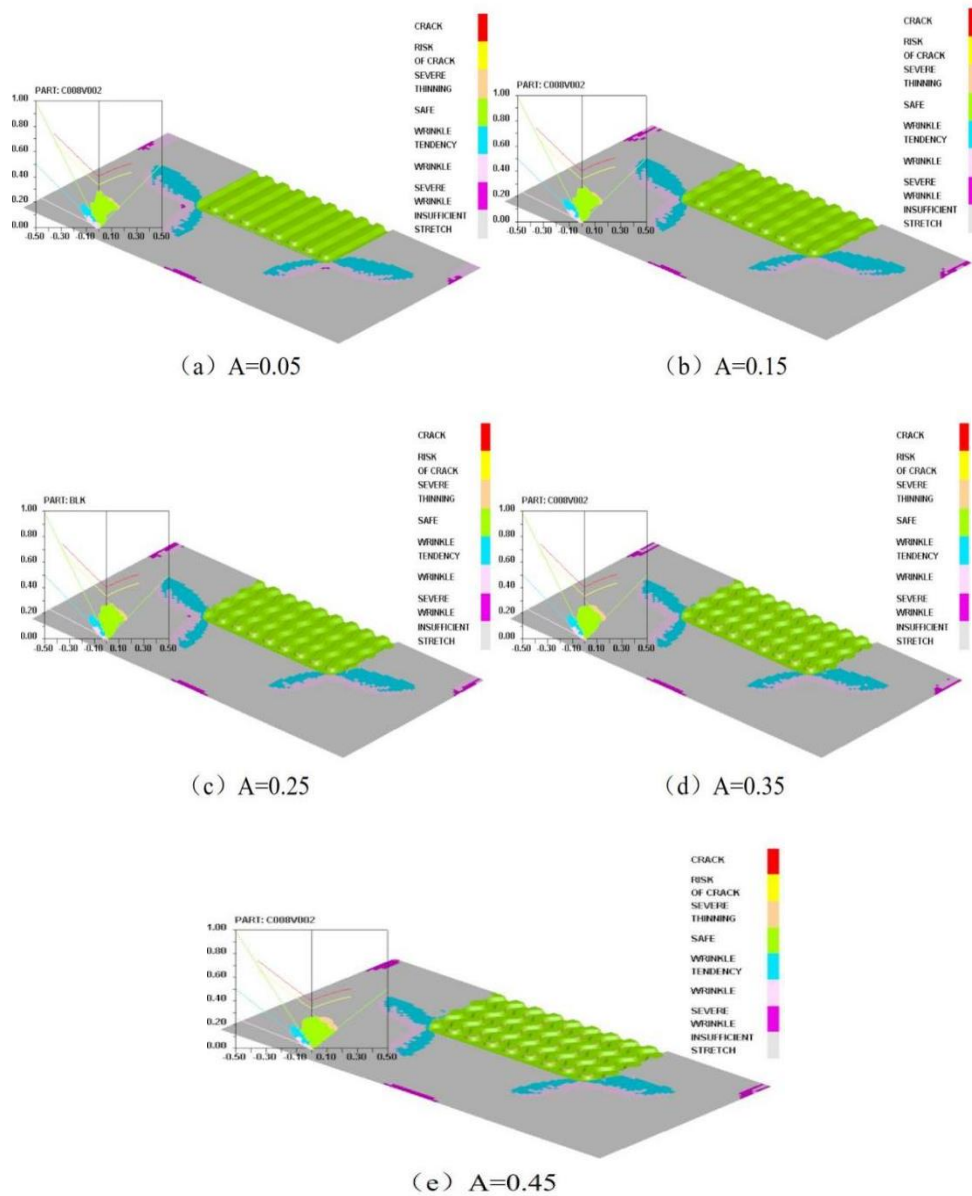 CRACK
RISK
OF CRACK
SEVERE
THINNING
PART: C008V002
1.00
SAFE
0.80
WRINKLE
TENDENCY
0.60
WRINKLE
0.40
SEVERE
WRINKLE
0.20
INSUFFICIENT
STRETCH
0.00
-0.50 -0.30 -0.10 0.10 0.30 0.50
(a) A=0.05
CRACK
RISK
OF CRACK
SEVERE
THINNING
PART: C008V002
1.00
SAFE
0.80
WRINKLE
TENDENCY
0.60
WRINKLE
0.40
SEVERE
WRINKLE
0.20
INSUFFICIENT
STRETCH
0.00
-0.50 -0.30 -0.10 0.10 0.30 0.50
(b) A=0.15
CRACK
RISK
OF CRACK
SEVERE
THINNING
PART: BLK
1.00
SAFE
0.80
WRINKLE
TENDENCY
0.60
WRINKLE
0.40
SEVERE
WRINKLE
0.20
INSUFFICIENT
STRETCH
0.00
-0.50 -0.30 -0.10 0.10 0.30 0.50
(c) A=0.25
CRACK
RISK
OF CRACK
SEVERE
THINNING
PART: C008V002
1.00
SAFE
0.80
WRINKLE
TENDENCY
0.60
WRINKLE
0.40
SEVERE
WRINKLE
0.20
INSUFFICIENT
STRETCH
0.00
-0.50 -0.30 -0.10 0.10 0.30 0.50
(d) A=0.35
CRACK
RISK
OF CRACK
SEVERE
THINNING
PART: C008V002
1.00
SAFE
0.80
WRINKLE
TENDENCY
0.60
WRINKLE
0.40
SEVERE
WRINKLE
0.20
INSUFFICIENT
STRETCH
0.00
-0.50 -0.30 -0.10 0.10 0.30 0.50
(e) A=0.45